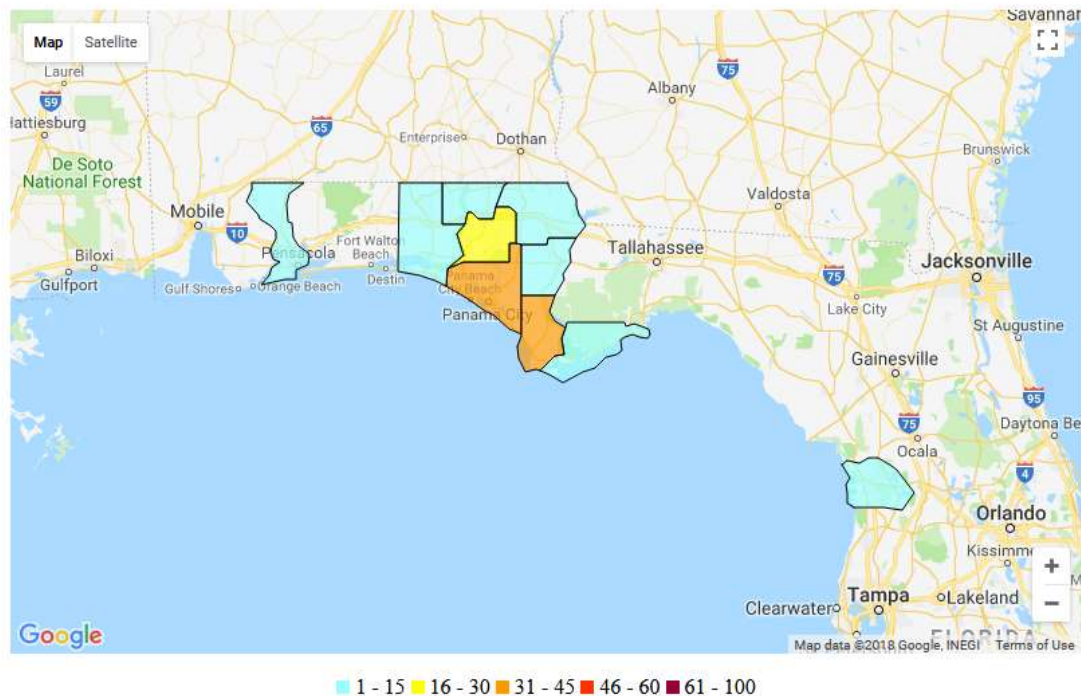 Savannah
Map Satellite
Laurel
59
Hattiesburg
75
Albany
65
Enterprise
Dothan
De Soto
National Forest
Brunswick
Valdosta
Mobile
10
Pensacola
Fort Walton
Beach
Tallahassee
Biloxi
Gulfport
Destin
Gulf Shores
Orange Beach
Panama
City Beach
Panama City
75
Jacksonville
Lake City
St Augustine
Gainesville
95
75
Daytona Be
Ocala
4
Orlando
Kissimm
+
Tampa
Lakeland
−
Clearwater
FLORIDA
Google
Map data ©2018 Google, INEGI Terms of Use
1 - 15 16 - 30 31 - 45 46 - 60 61 - 100